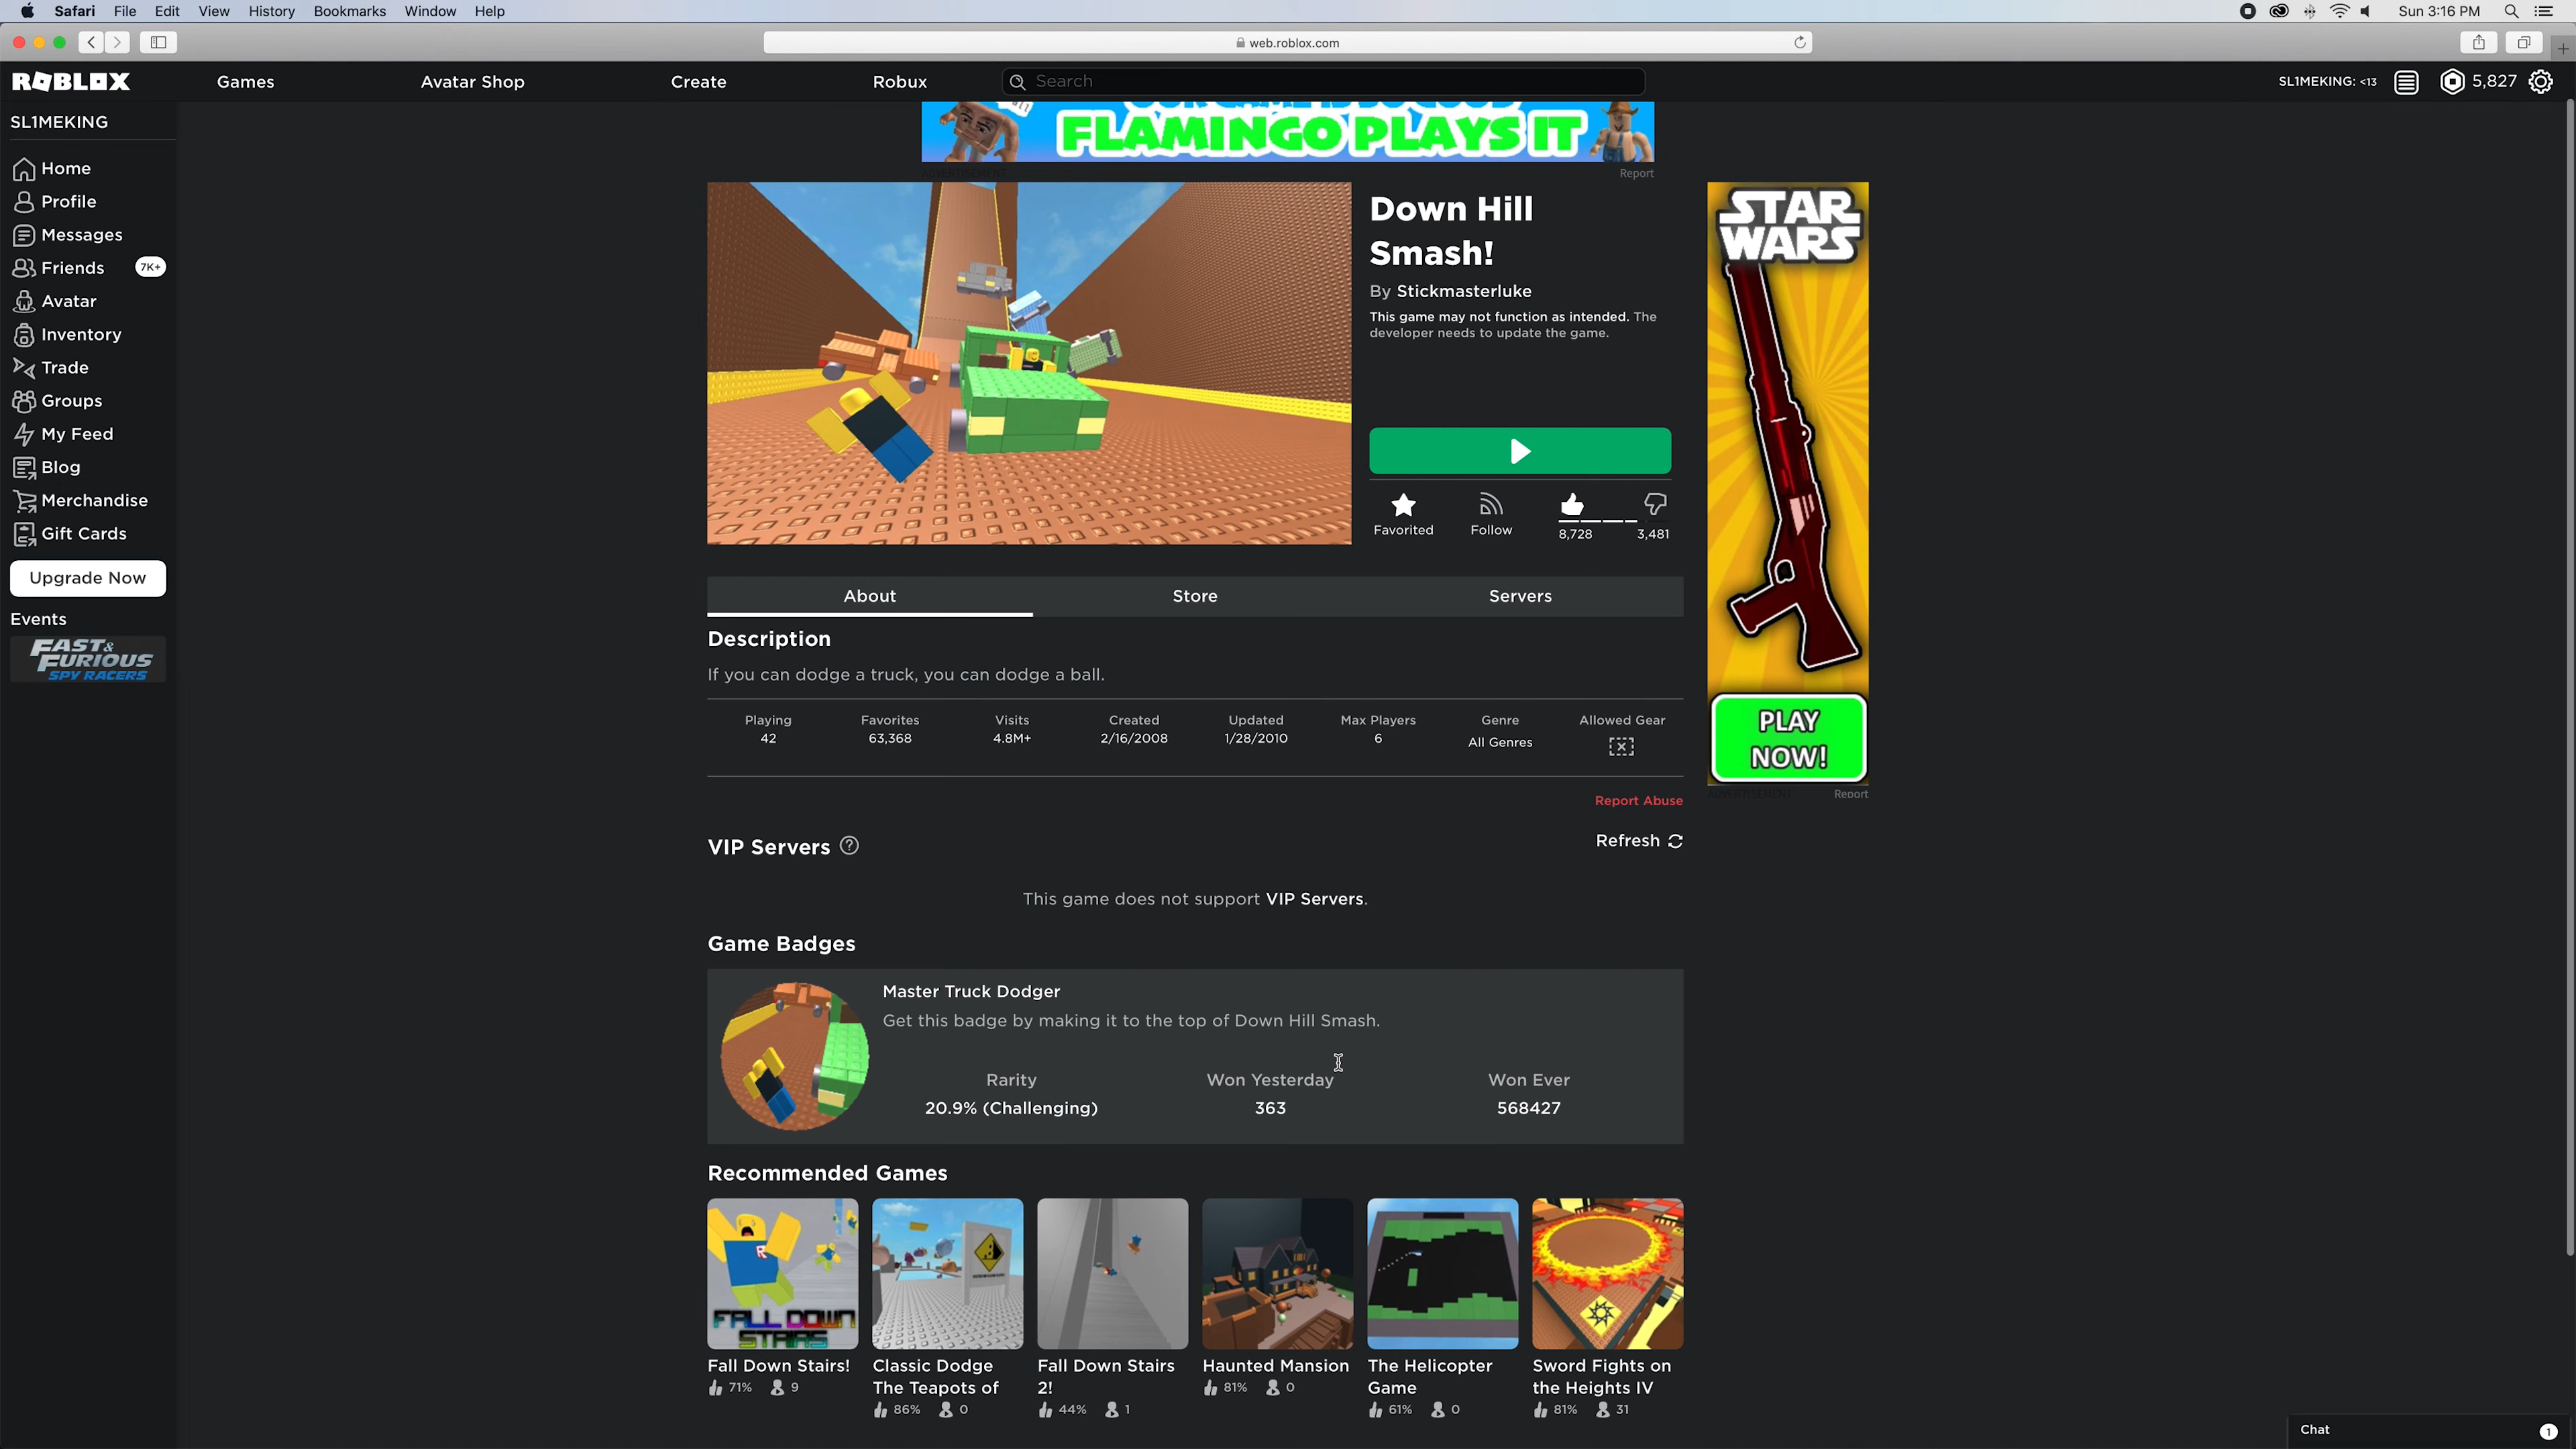 Safari File Edit View History Bookmarks Window Help Sun 3:16 PM
web.roblox.com
ROBLOX Games Avatar Shop Create Robux Search SL1MEKING: <13 5,827
SL1MEKING
Home
Profile
Messages
Friends 7K+
Avatar
Inventory
Trade
Groups
My Feed
Blog
Merchandise
Gift Cards
Upgrade Now
Events
FAST &
FURIOUS
SPY RACERS
FLAMINGO PLAYS IT
ADVERTISEMENT Report
Down Hill
Smash!
By Stickmasterluke
This game may not function as intended. The
developer needs to update the game.
Favorited Follow 8,728 3,481
STAR
WARS
PLAY
NOW!
ADVERTISEMENT Report
About Store Servers
Description
If you can dodge a truck, you can dodge a ball.
Playing Favorites Visits Created Updated Max Players Genre Allowed Gear
42 63,368 4.8M+ 2/16/2008 1/28/2010 6 All Genres
Report Abuse
VIP Servers ? Refresh
This game does not support VIP Servers.
Game Badges
Master Truck Dodger
Get this badge by making it to the top of Down Hill Smash.
Rarity Won Yesterday Won Ever
20.9% (Challenging) 363 568427
Recommended Games
FALL DOWN
STAIRS
Fall Down Stairs!
71% 9
Classic Dodge
The Teapots of
86% 0
Fall Down Stairs
2!
44% 1
Haunted Mansion
81% 0
The Helicopter
Game
61% 0
Sword Fights on
the Heights IV
81% 31
Chat 1